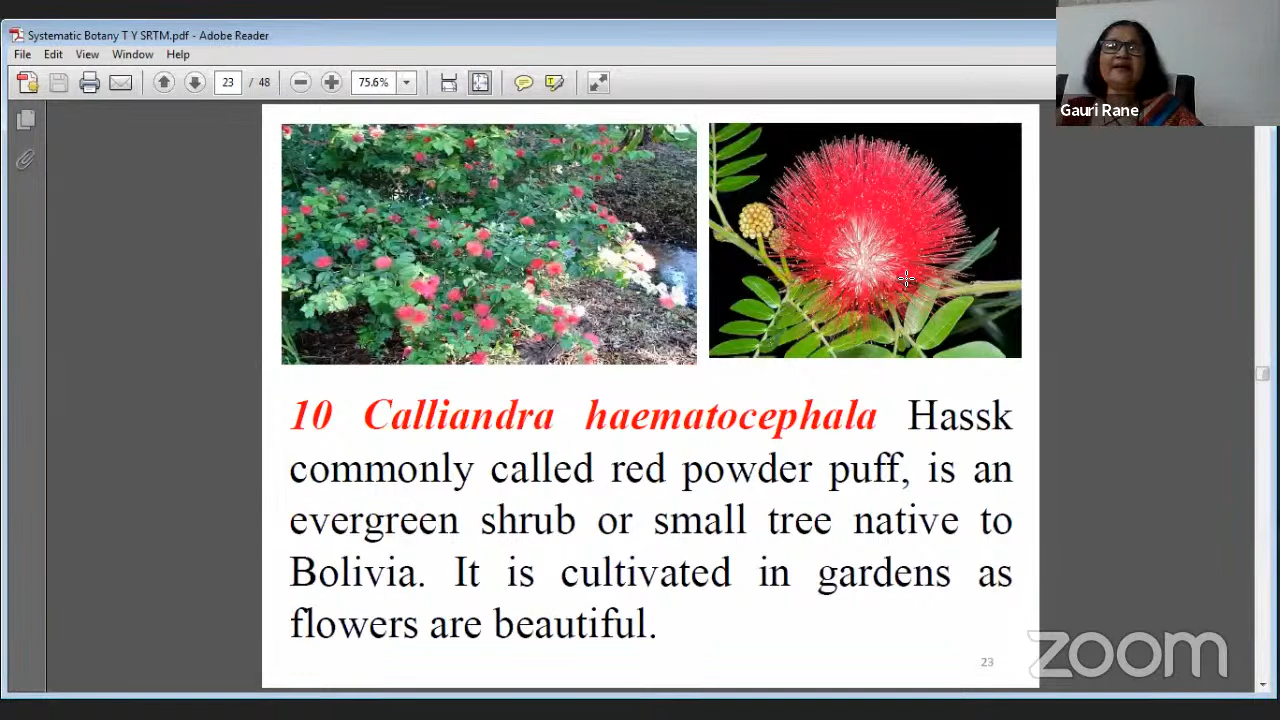 Systematic Botany T Y SRTM.pdf - Adobe Reader
File Edit View Window Help
23 / 48 75.6%
Gauri Rane
10 Calliandra haematocephala Hassk
commonly called red powder puff, is an
evergreen shrub or small tree native to
Bolivia. It is cultivated in gardens as
flowers are beautiful.
23
zoom